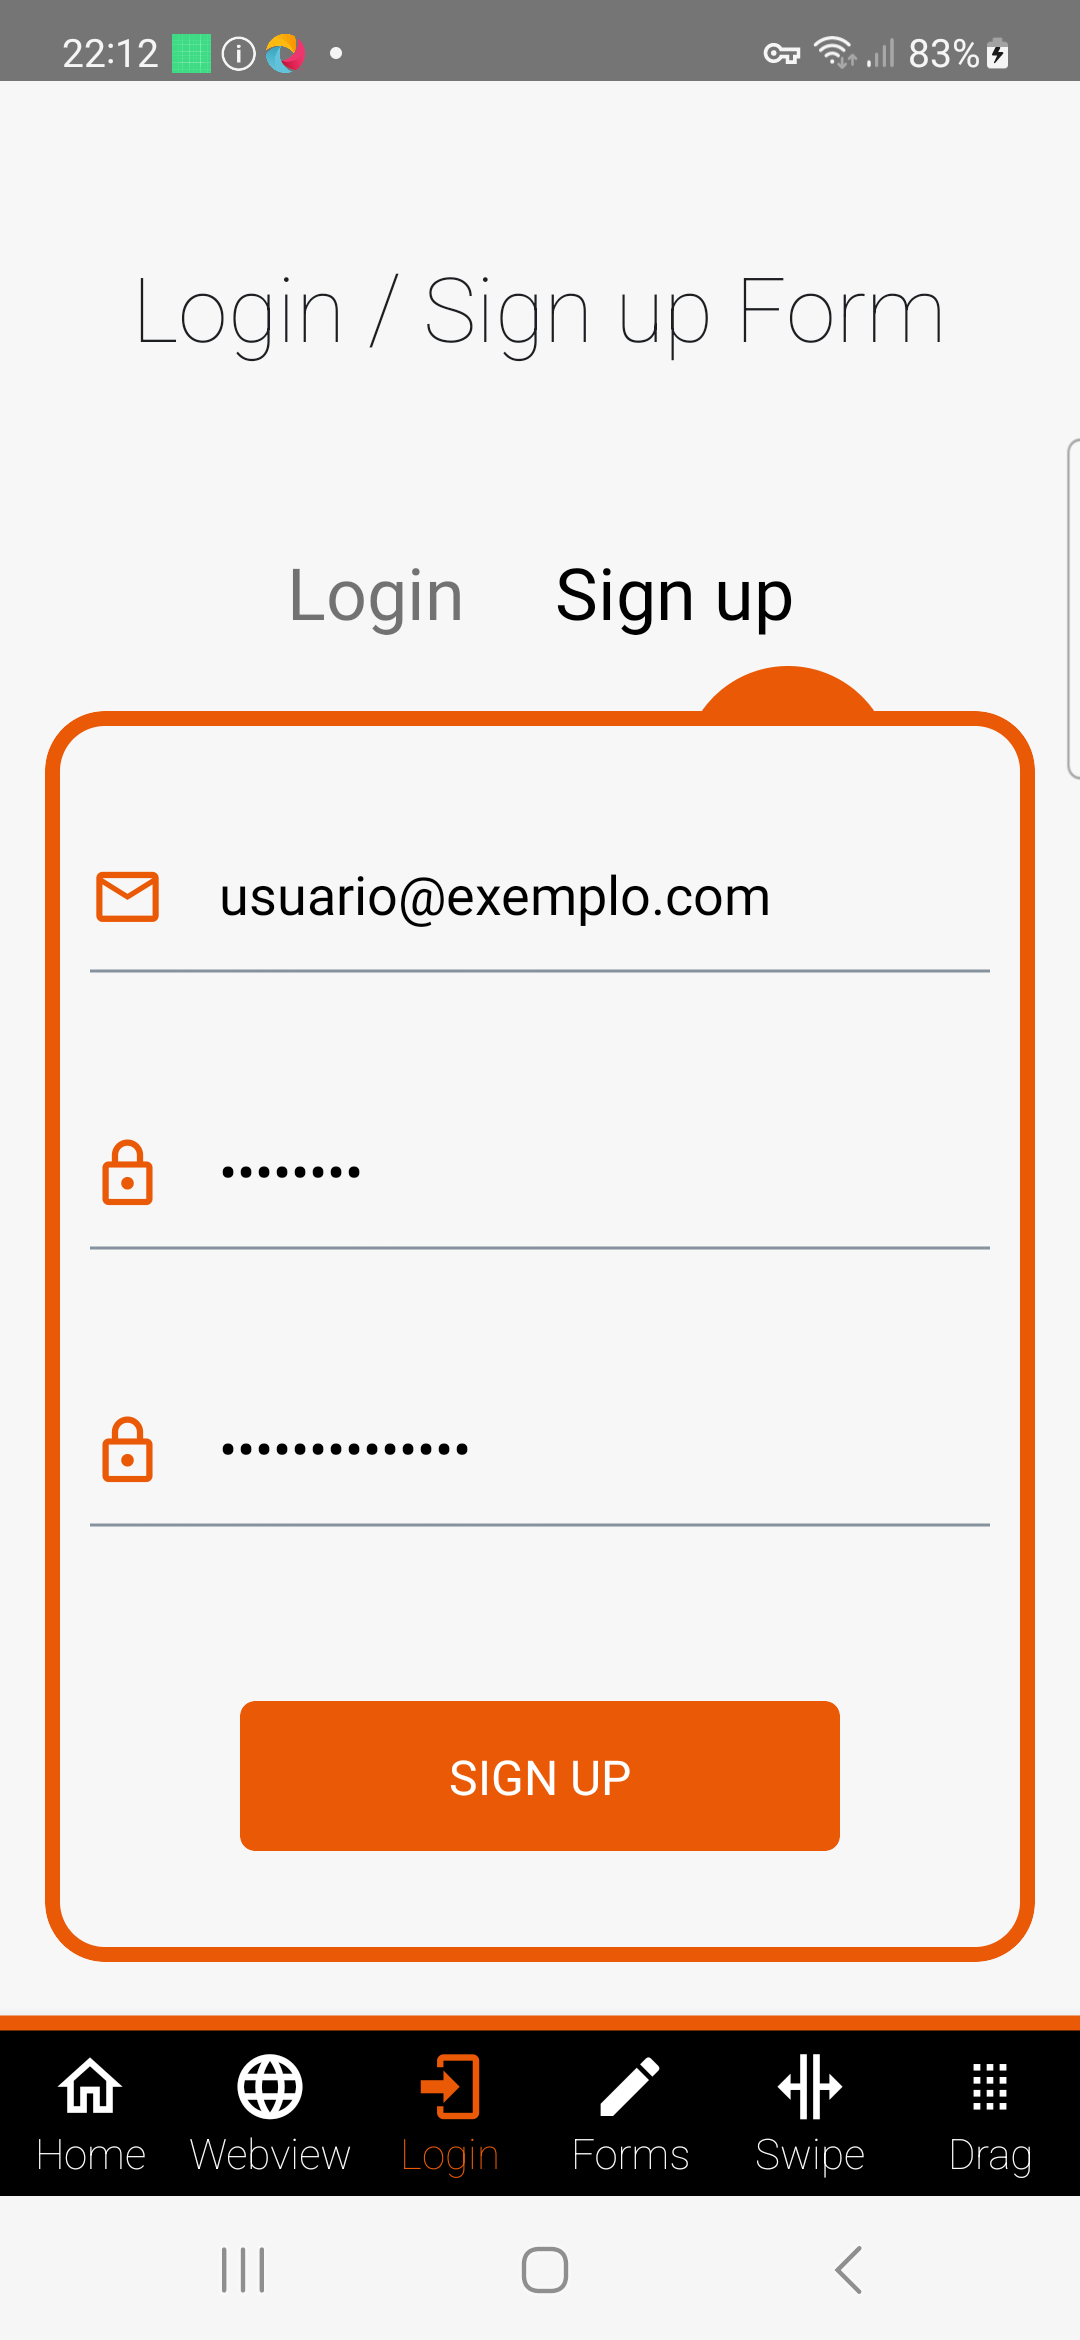 22:12 83%
Login / Sign up Form
Login Sign up
usuario@exemplo.com
••••••••
••••••••••••••
SIGN UP
Home Webview Login Forms Swipe Drag